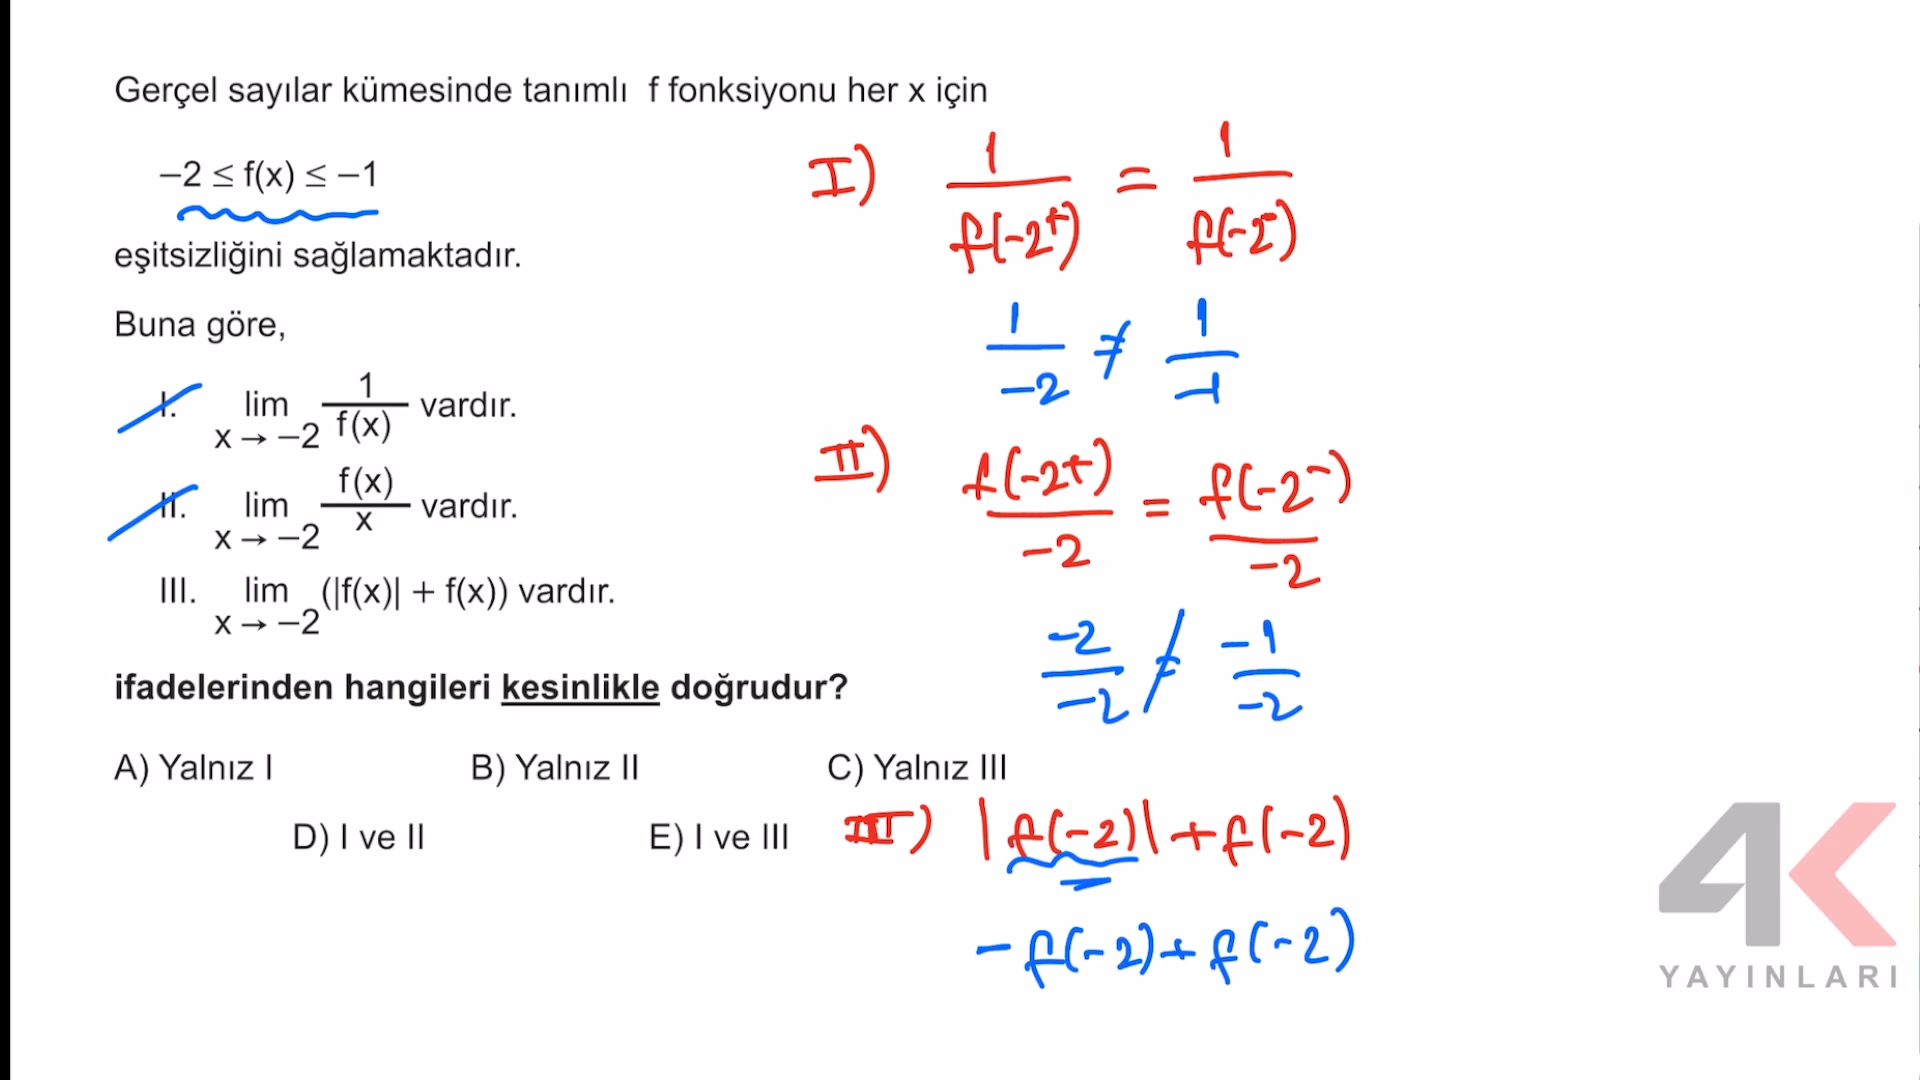 Gerçel sayılar kümesinde tanımlı f fonksiyonu her x için
−2 ≤ f(x) ≤ −1
eşitsizliğini sağlamaktadır.
Buna göre,
I. lim x → −2 1/f(x) vardır.
II. lim x → −2 f(x)/x vardır.
III. lim x → −2 (|f(x)| + f(x)) vardır.
ifadelerinden hangileri kesinlikle doğrudur?
A) Yalnız I B) Yalnız II C) Yalnız III
D) I ve II E) I ve III
I) 1/f(-2⁺) = 1/f(-2⁻)
1/-2 ≠ 1/-1
II) f(-2⁺)/-2 = f(-2⁻)/-2
-2/-2 ≠ -1/-2
III) |f(-2)| + f(-2)
-
- f(-2) + f(-2)
4K
YAYINLARI